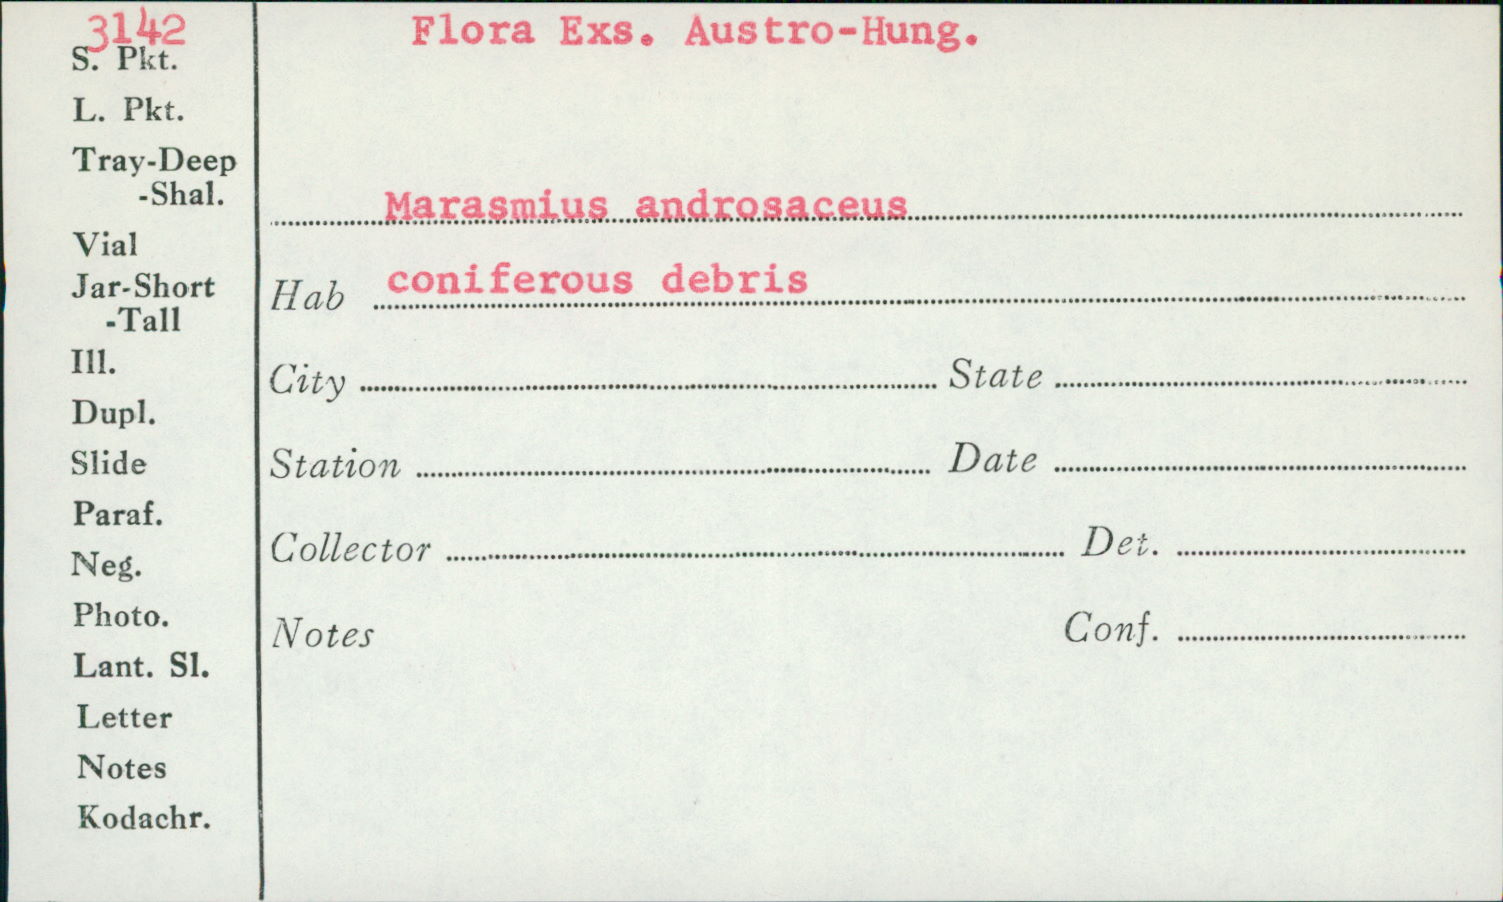 3142
S. Pkt.
L. Pkt.
Tray-Deep
-Shal.
Vial
Jar-Short
-Tall
Ill.
Dupl.
Slide
Paraf.
Neg.
Photo.
Lant. Sl.
Letter
Notes
Kodachr.
Flora Exs. Austro-Hung.
Marasmius androsaceus
Hab coniferous debris
City State
Station Date
Collector Det.
Notes Conf.